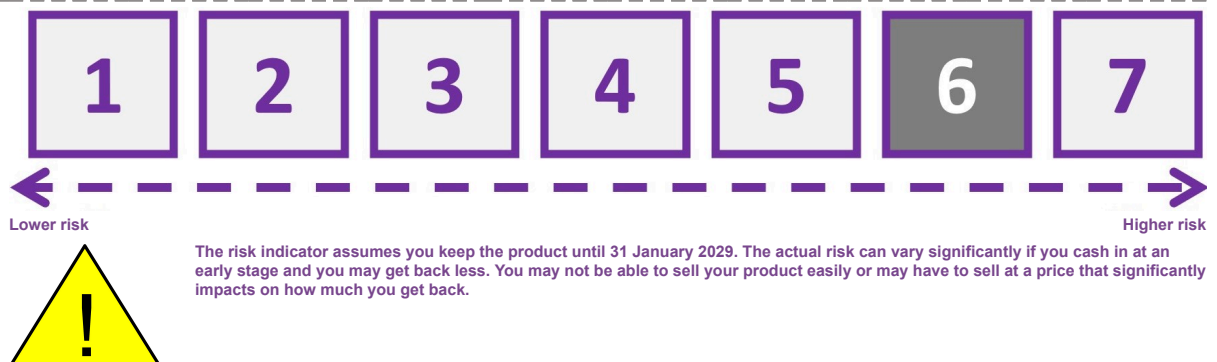 1 2 3 4 5 6 7
Lower risk Higher risk
The risk indicator assumes you keep the product until 31 January 2029. The actual risk can vary significantly if you cash in at an
early stage and you may get back less. You may not be able to sell your product easily or may have to sell at a price that significantly
impacts on how much you get back.
!